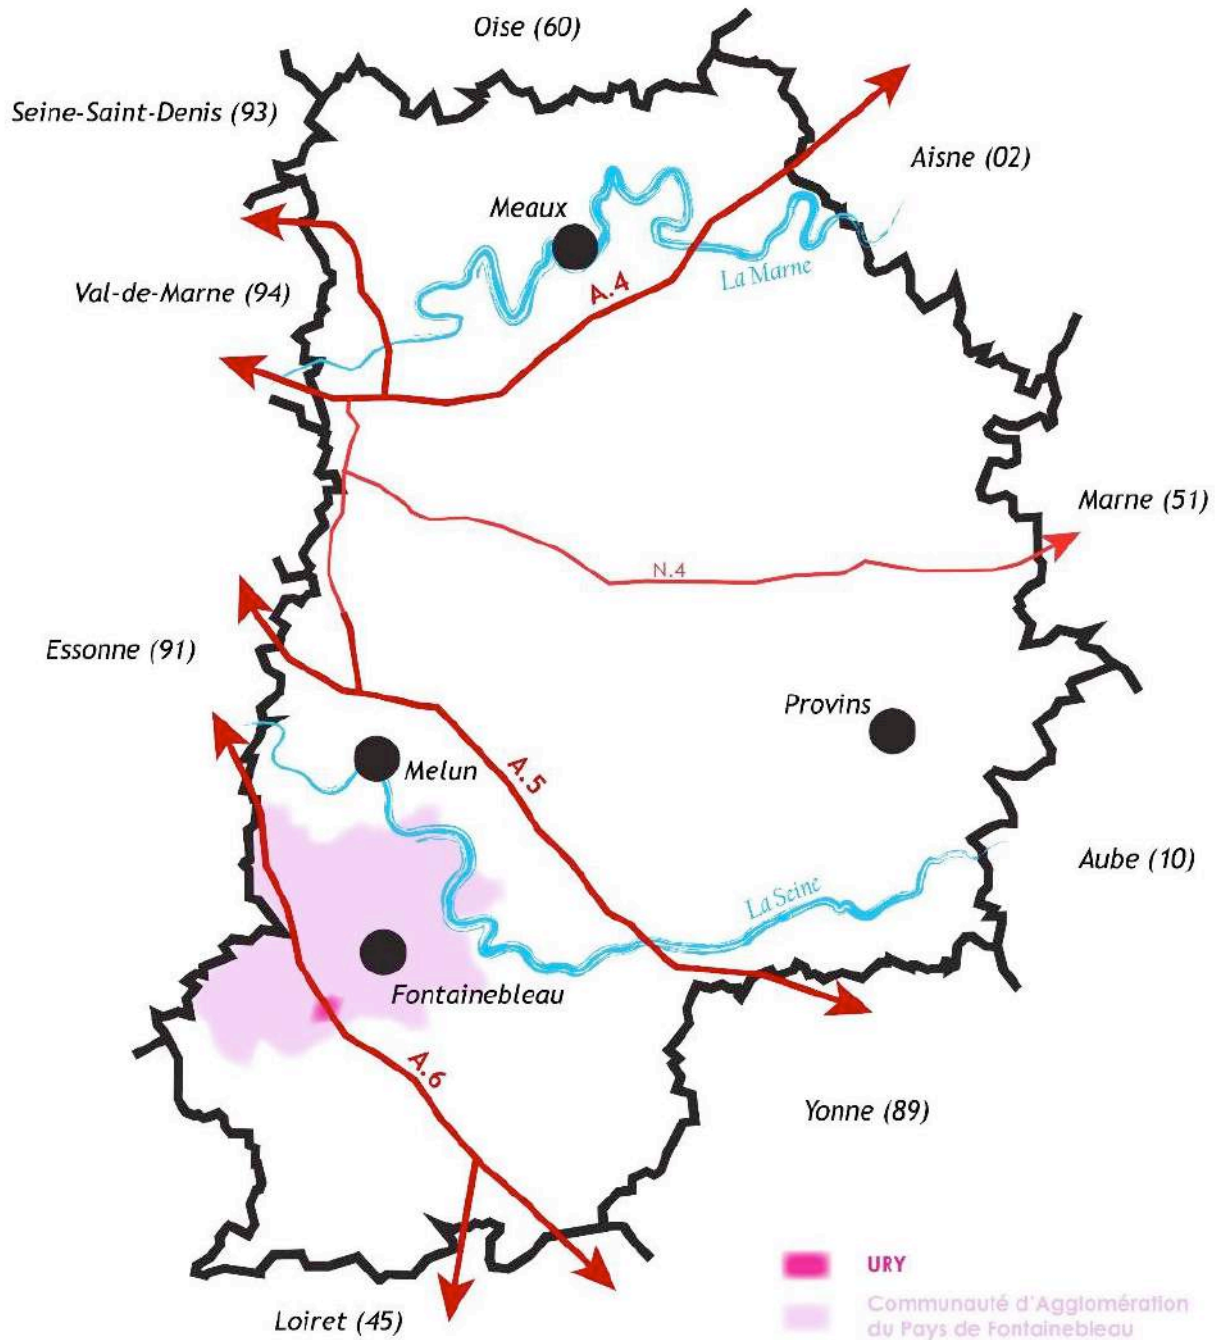 Oise (60)
Seine-Saint-Denis (93)
Aisne (02)
Meaux
La Marne
Val-de-Marne (94)
A.4
Marne (51)
N.4
Essonne (91)
Provins
Melun
A.5
Aube (10)
La Seine
Fontainebleau
A.6
Yonne (89)
URY
Communauté d'Agglomération
du Pays de Fontainebleau
Loiret (45)